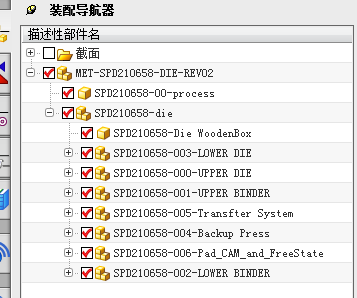 装配导航器
描述性部件名
截面
MET-SPD210658-DIE-REV02
SPD210658-00-process
SPD210658-die
SPD210658-Die WoodenBox
SPD210658-003-LOWER DIE
SPD210658-000-UPPER DIE
SPD210658-001-UPPER BINDER
SPD210658-005-Transfter System
SPD210658-004-Backup Press
SPD210658-006-Pad_CAM_and_FreeState
SPD210658-002-LOWER BINDER